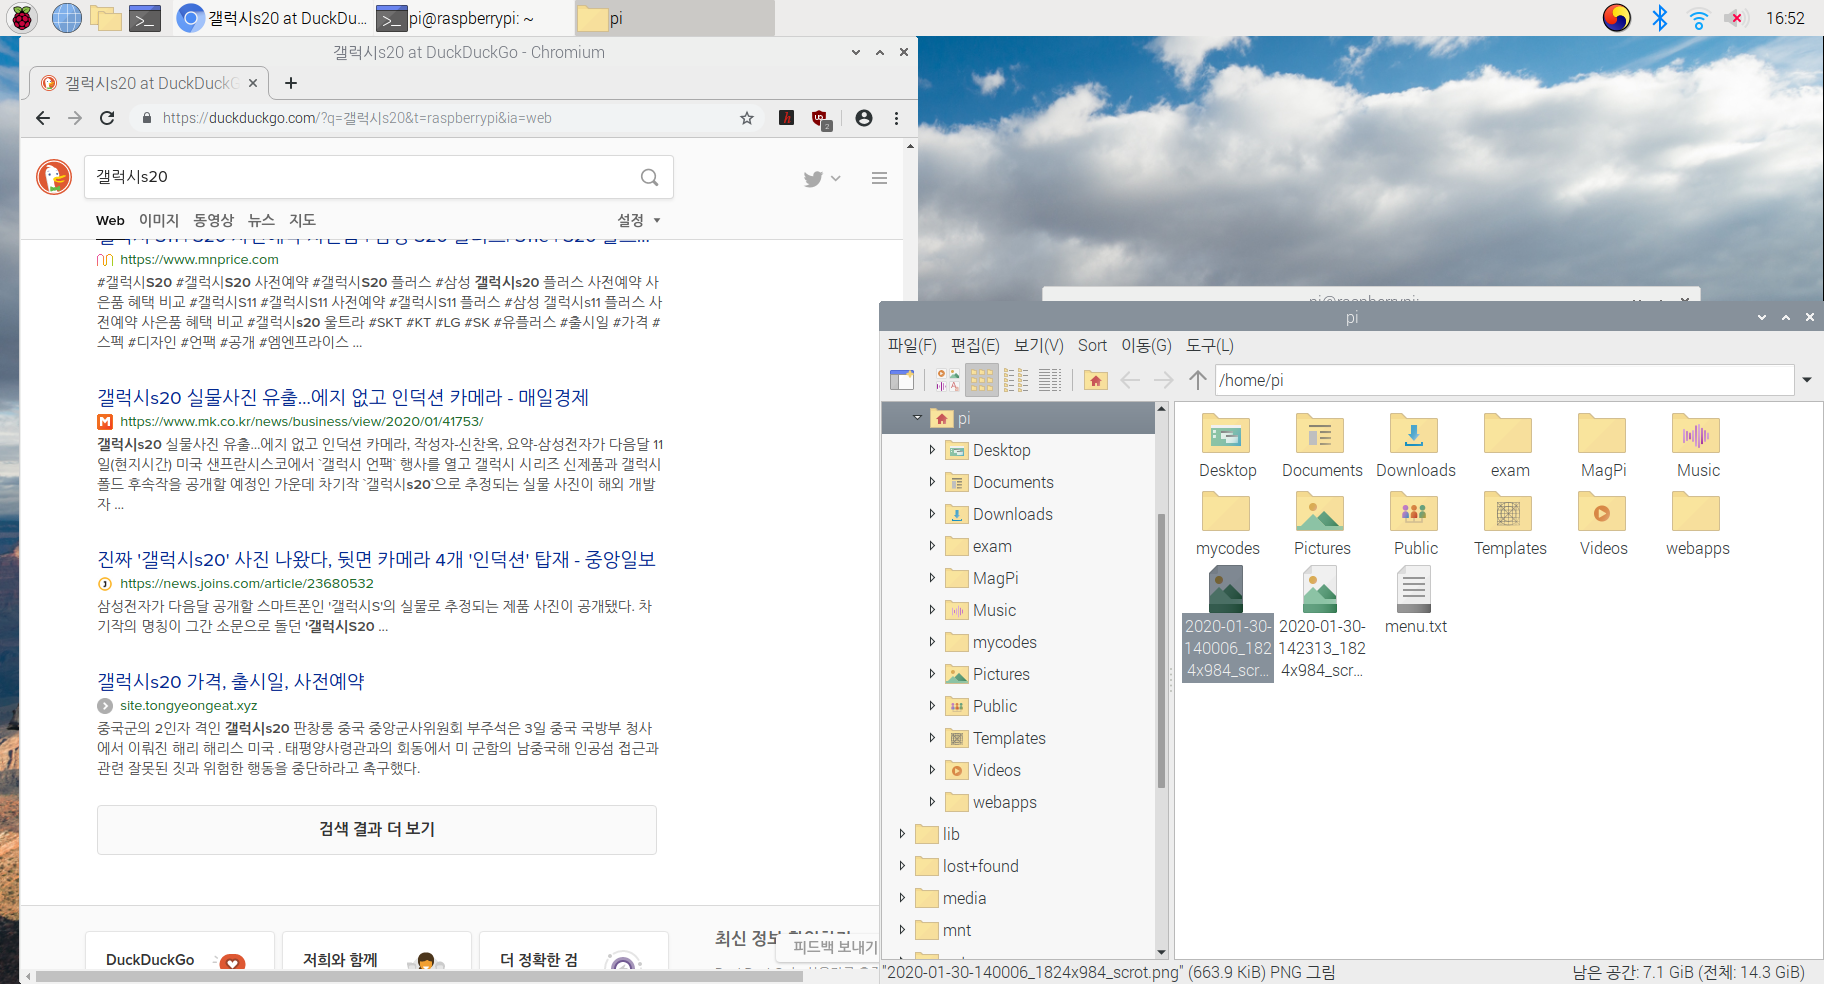 갤럭시s20 at DuckDu...
pi@raspberrypi: ~
pi
16:52
갤럭시s20 at DuckDuckGo - Chromium
갤럭시s20 at DuckDuckG
https://duckduckgo.com/?q=갤럭시s20&t=raspberrypi&ia=web
2
갤럭시s20
Web 이미지 동영상 뉴스 지도 설정
https://www.mnprice.com
#갤럭시S20 #갤럭시S20 사전예약 #갤럭시S20 플러스 #삼성 갤럭시s20 플러스 사전예약 사
은품 혜택 비교 #갤럭시S11 #갤럭시S11 사전예약 #갤럭시S11 플러스 #삼성 갤럭시s11 플러스 사
전예약 사은품 혜택 비교 #갤럭시s20 울트라 #SKT #KT #LG #SK #유플러스 #출시일 #가격 #
스펙 #디자인 #언팩 #공개 #엠엔프라이스 ...
갤럭시s20 실물사진 유출...에지 없고 인덕션 카메라 - 매일경제
https://www.mk.co.kr/news/business/view/2020/01/41753/
갤럭시s20 실물사진 유출...에지 없고 인덕션 카메라, 작성자-신찬옥, 요약-삼성전자가 다음달 11
일(현지시간) 미국 샌프란시스코에서 `갤럭시 언팩` 행사를 열고 갤럭시 시리즈 신제품과 갤럭시
폴드 후속작을 공개할 예정인 가운데 차기작 `갤럭시s20`으로 추정되는 실물 사진이 해외 개발
자 ...
진짜 '갤럭시s20' 사진 나왔다, 뒷면 카메라 4개 '인덕션' 탑재 - 중앙일보
https://news.joins.com/article/23680532
삼성전자가 다음달 공개할 스마트폰인 '갤럭시S'의 실물로 추정되는 제품 사진이 공개됐다. 차
기작의 명칭이 그간 소문으로 돌던 '갤럭시S20 ...
갤럭시s20 가격, 출시일, 사전예약
site.tongyeongeat.xyz
중국군의 2인자 격인 갤럭시s20 판창룽 중국 중앙군사위원회 부주석은 3일 중국 국방부 청사
에서 이뤄진 해리 해리스 미국 . 태평양사령관과의 회동에서 미 군함의 남중국해 인공섬 접근과
관련 잘못된 짓과 위험한 행동을 중단하라고 촉구했다.
검색 결과 더 보기
DuckDuckGo
저희와 함께
더 정확한 검
최신 정보
피드백 보내기
pi@raspberrypi:
pi
파일(F) 편집(E) 보기(V) Sort 이동(G) 도구(L)
/home/pi
pi
Desktop
Documents
Downloads
exam
MagPi
Music
mycodes
Pictures
Public
Templates
Videos
webapps
lib
lost+found
media
mnt
Desktop Documents Downloads exam MagPi Music
mycodes Pictures Public Templates Videos webapps
2020-01-30-
140006_182
4x984_scr...
2020-01-30-
142313_182
4x984_scr...
menu.txt
"2020-01-30-140006_1824x984_scrot.png" (663.9 KiB) PNG 그림
남은 공간: 7.1 GiB (전체: 14.3 GiB)